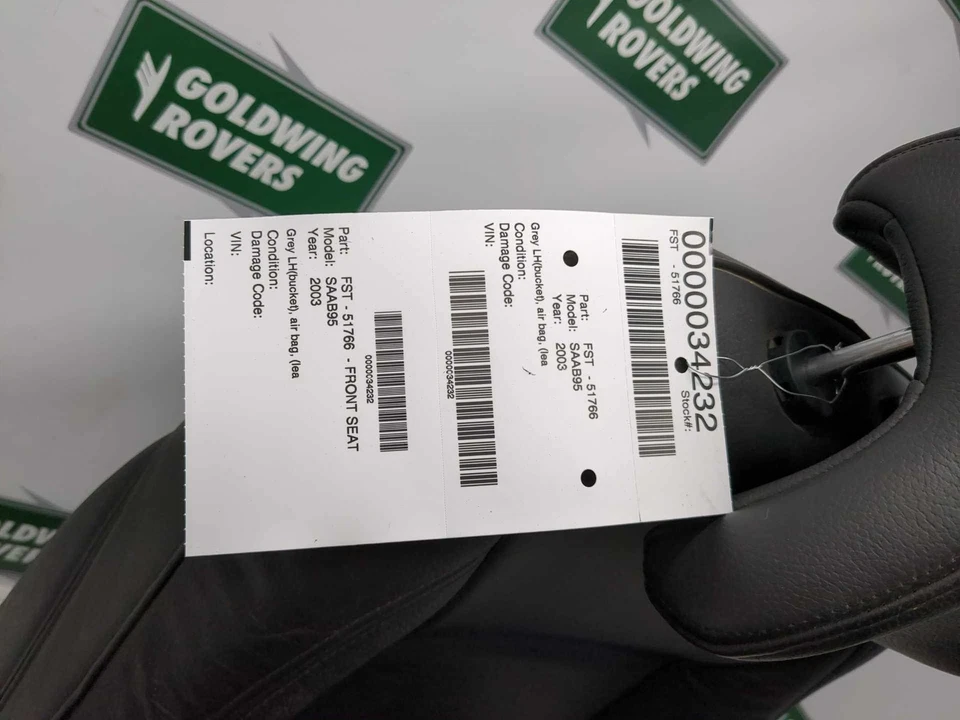 GOLDWING
ROVERS
GOLDWING
ROVERS
0000034232
Stock#:
FST - 51766
Part: FST - 51766
Model: SAAB95
Year: 2003
Grey LH(bucket), air bag, (lea
Condition:
Damage Code:
VIN:
0000034232
0000034232
Part: FST - 51766 - FRONT SEAT
Model: SAAB95
Year: 2003
Grey LH(bucket), air bag, (lea
Condition:
Damage Code:
VIN:
Location: